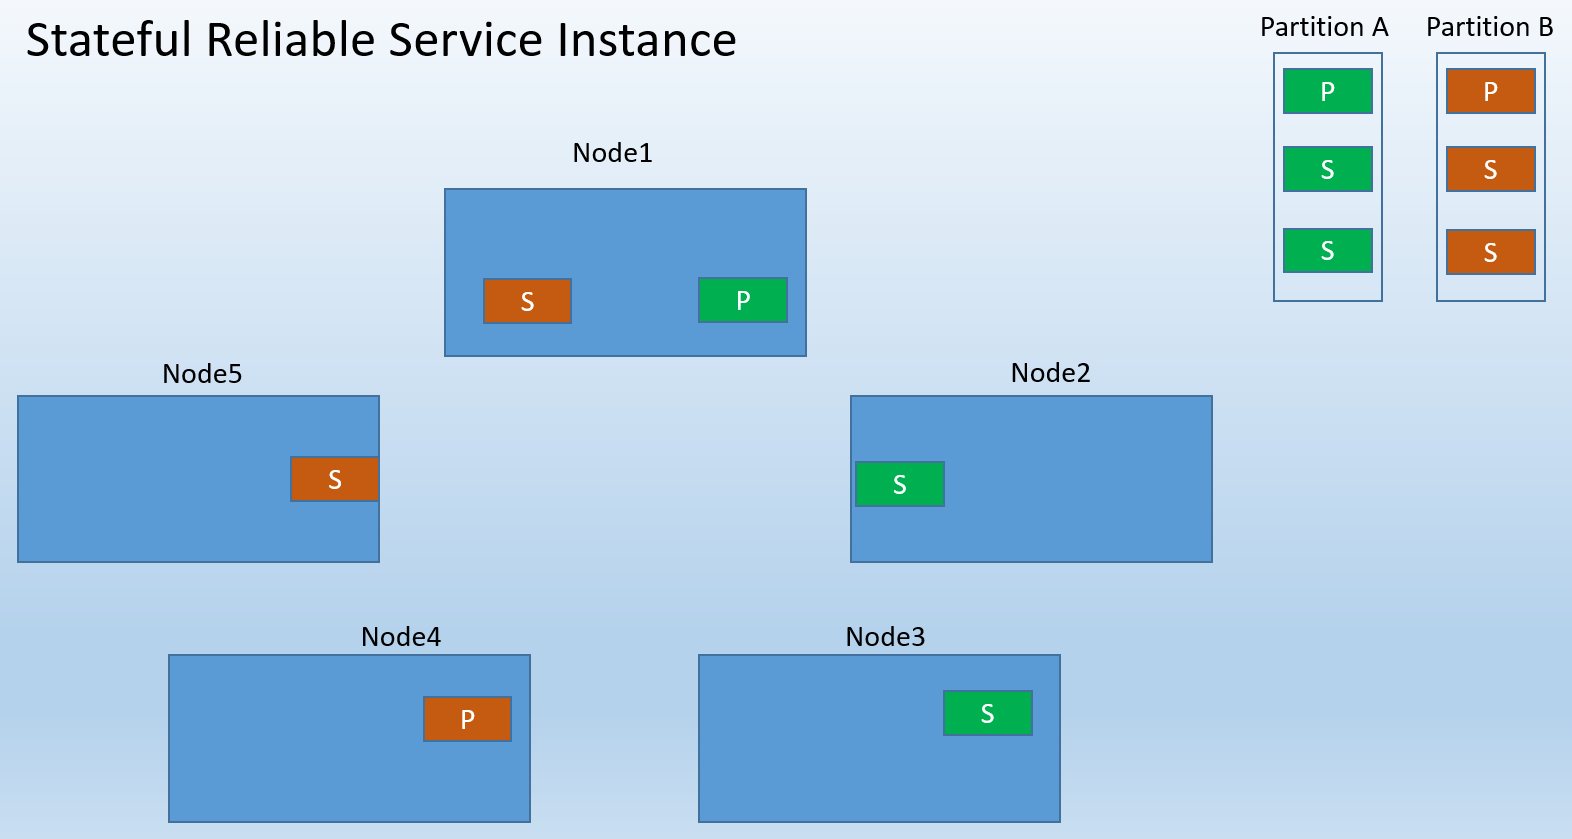 Stateful Reliable Service Instance
Partition A
Partition B
P
P
S
S
S
S
Node1
S
P
Node5
Node2
S
S
Node4
Node3
P
S